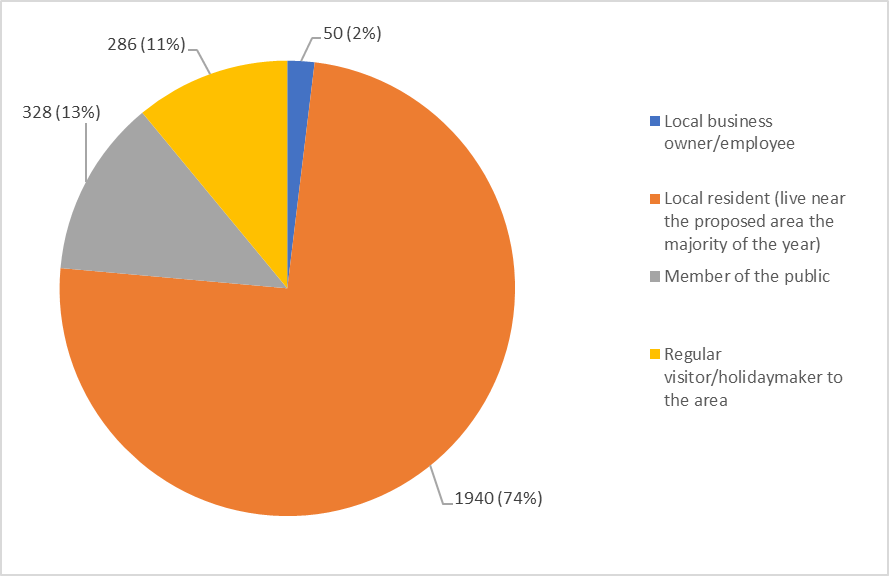 50 (2%)
286 (11%)
328 (13%)
1940 (74%)
Local business
owner/employee
Local resident (live near
the proposed area the
majority of the year)
Member of the public
Regular
visitor/holidaymaker to
the area